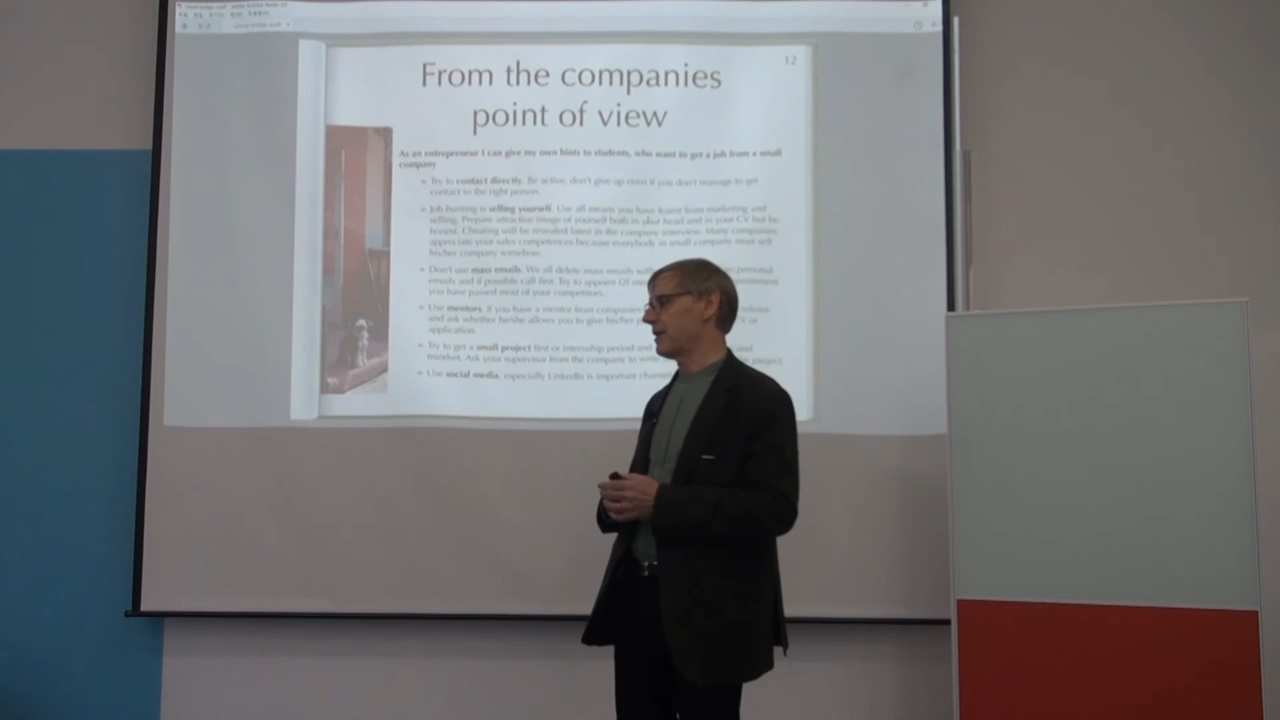 12
From the companies
point of view
As an entrepreneur I can give my own hints to students, who want to get a job from a small
company
Try to contact directly. Be active, don't give up even if you don't manage to get
contact to the right person.
Job hunting is selling yourself. Use all means you have learnt from marketing and
selling. Prepare attractive image of yourself both in your head and in your CV but be
honest. Cheating will be revealed latest in the company interview. Many companies
appreciate your sales competences because everybody in small company must sell
his/her company somehow.
Don't use mass emails. We all delete mass emails personal
emails and if possible call first. Try to appoint
you have passed most of your competitors.
Use mentors. If you have a mentor from companies
and ask whether he/she allows you to give his/her or
application.
Try to get a small project first or internship period and and
mindset. Ask your supervisor from the company to project
Use social media, especially LinkedIn is important